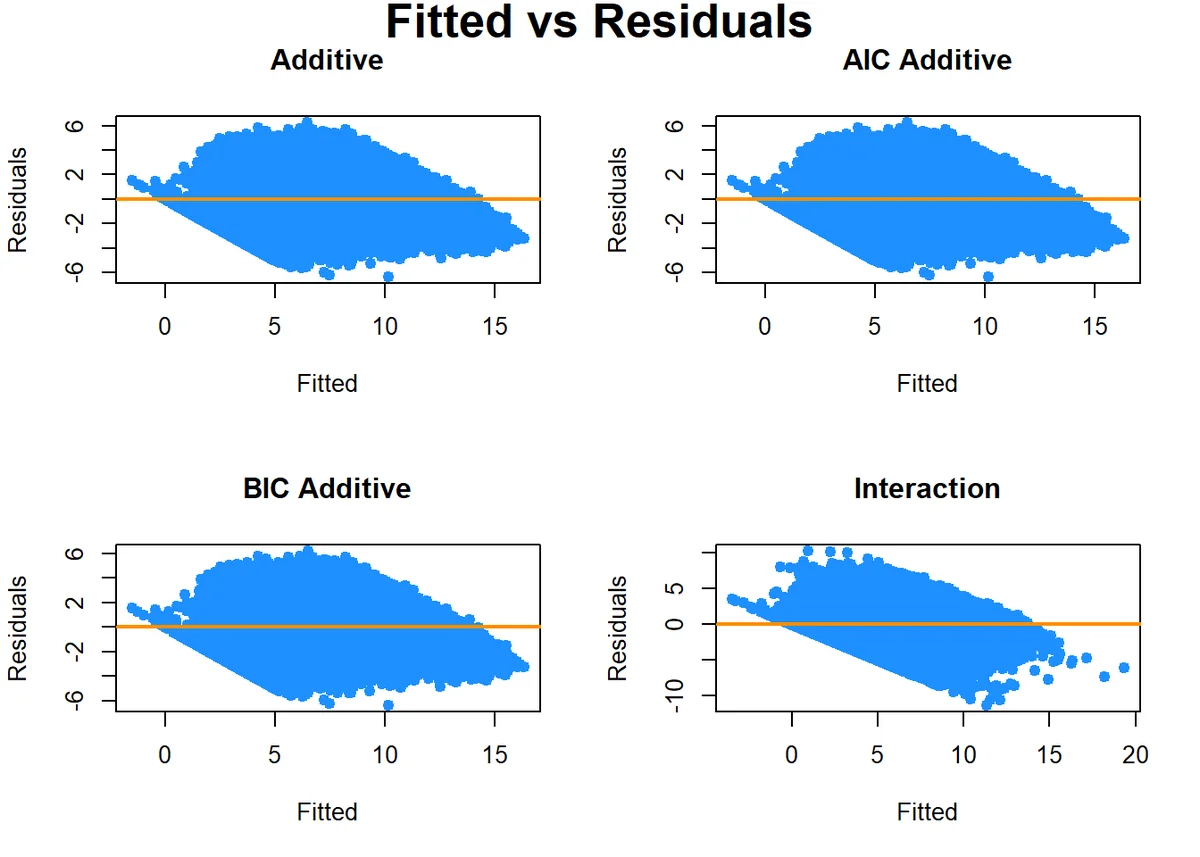 Fitted vs Residuals
Additive
Residuals
6
2
-2
-6
0 5 10 15
Fitted
AIC Additive
Residuals
6
2
-2
-6
0 5 10 15
Fitted
BIC Additive
Residuals
6
2
-2
-6
0 5 10 15
Fitted
Interaction
Residuals
5
0
-10
0 5 10 15 20
Fitted